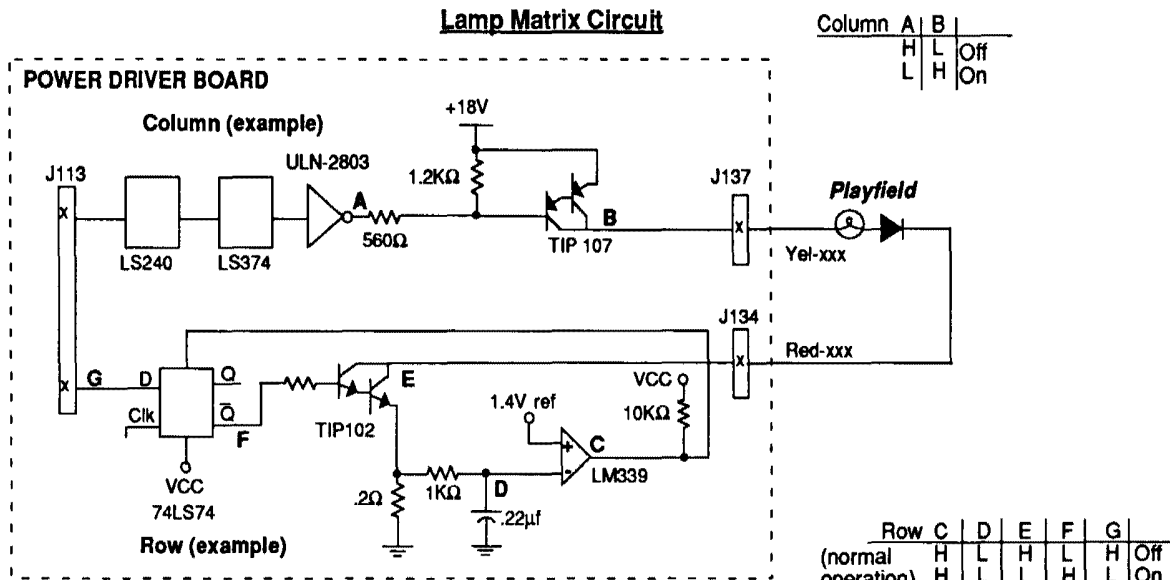 Lamp Matrix Circuit
Column A B
H L Off
L H On
POWER DRIVER BOARD
Column (example)
+18V
J113
ULN-2803
1.2KΩ
J137
Playfield
x
A
B
x
560Ω
TIP 107
LS240
LS374
Yel-xxx
J134
x
Red-xxx
G
D
Q
E
VCC
x
Clk
Q̅
F
TIP102
1.4V ref
10KΩ
+
C
-
LM339
VCC
74LS74
.2Ω
1KΩ
D
.22µf
Row (example)
Row C D E F G
(normal H L H L H Off
operation) H L L H L On